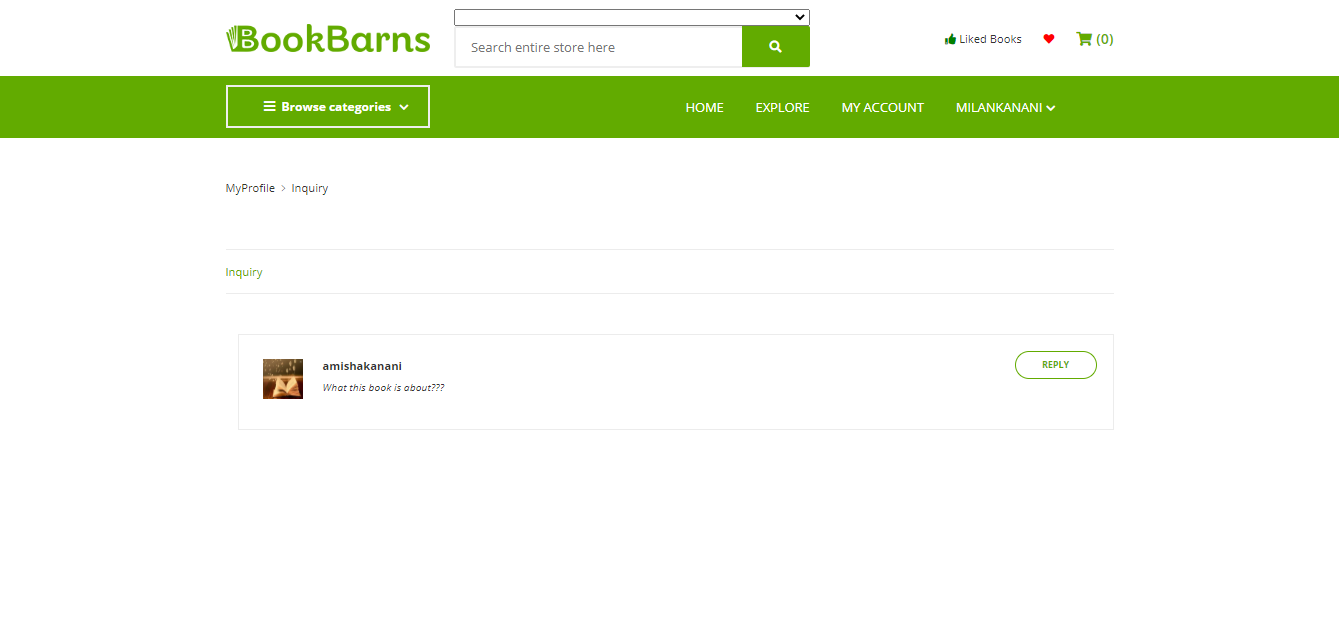 BookBarns
Search entire store here
Liked Books
(0)
Browse categories
HOME EXPLORE MY ACCOUNT MILANKANANI
MyProfile > Inquiry
Inquiry
amishakanani
REPLY
What this book is about???